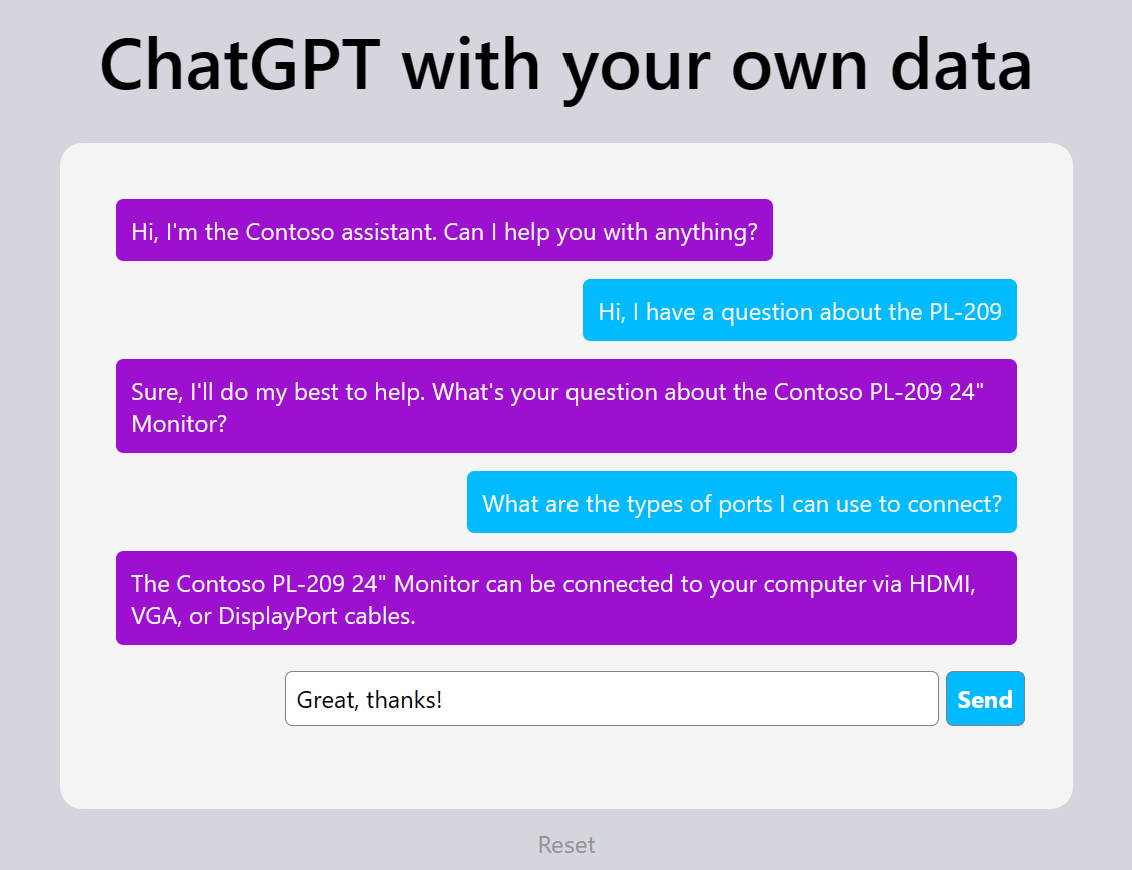 ChatGPT with your own data
Hi, I'm the Contoso assistant. Can I help you with anything?
Hi, I have a question about the PL-209
Sure, I'll do my best to help. What's your question about the Contoso PL-209 24"
Monitor?
What are the types of ports I can use to connect?
The Contoso PL-209 24" Monitor can be connected to your computer via HDMI,
VGA, or DisplayPort cables.
Great, thanks!
Send
Reset